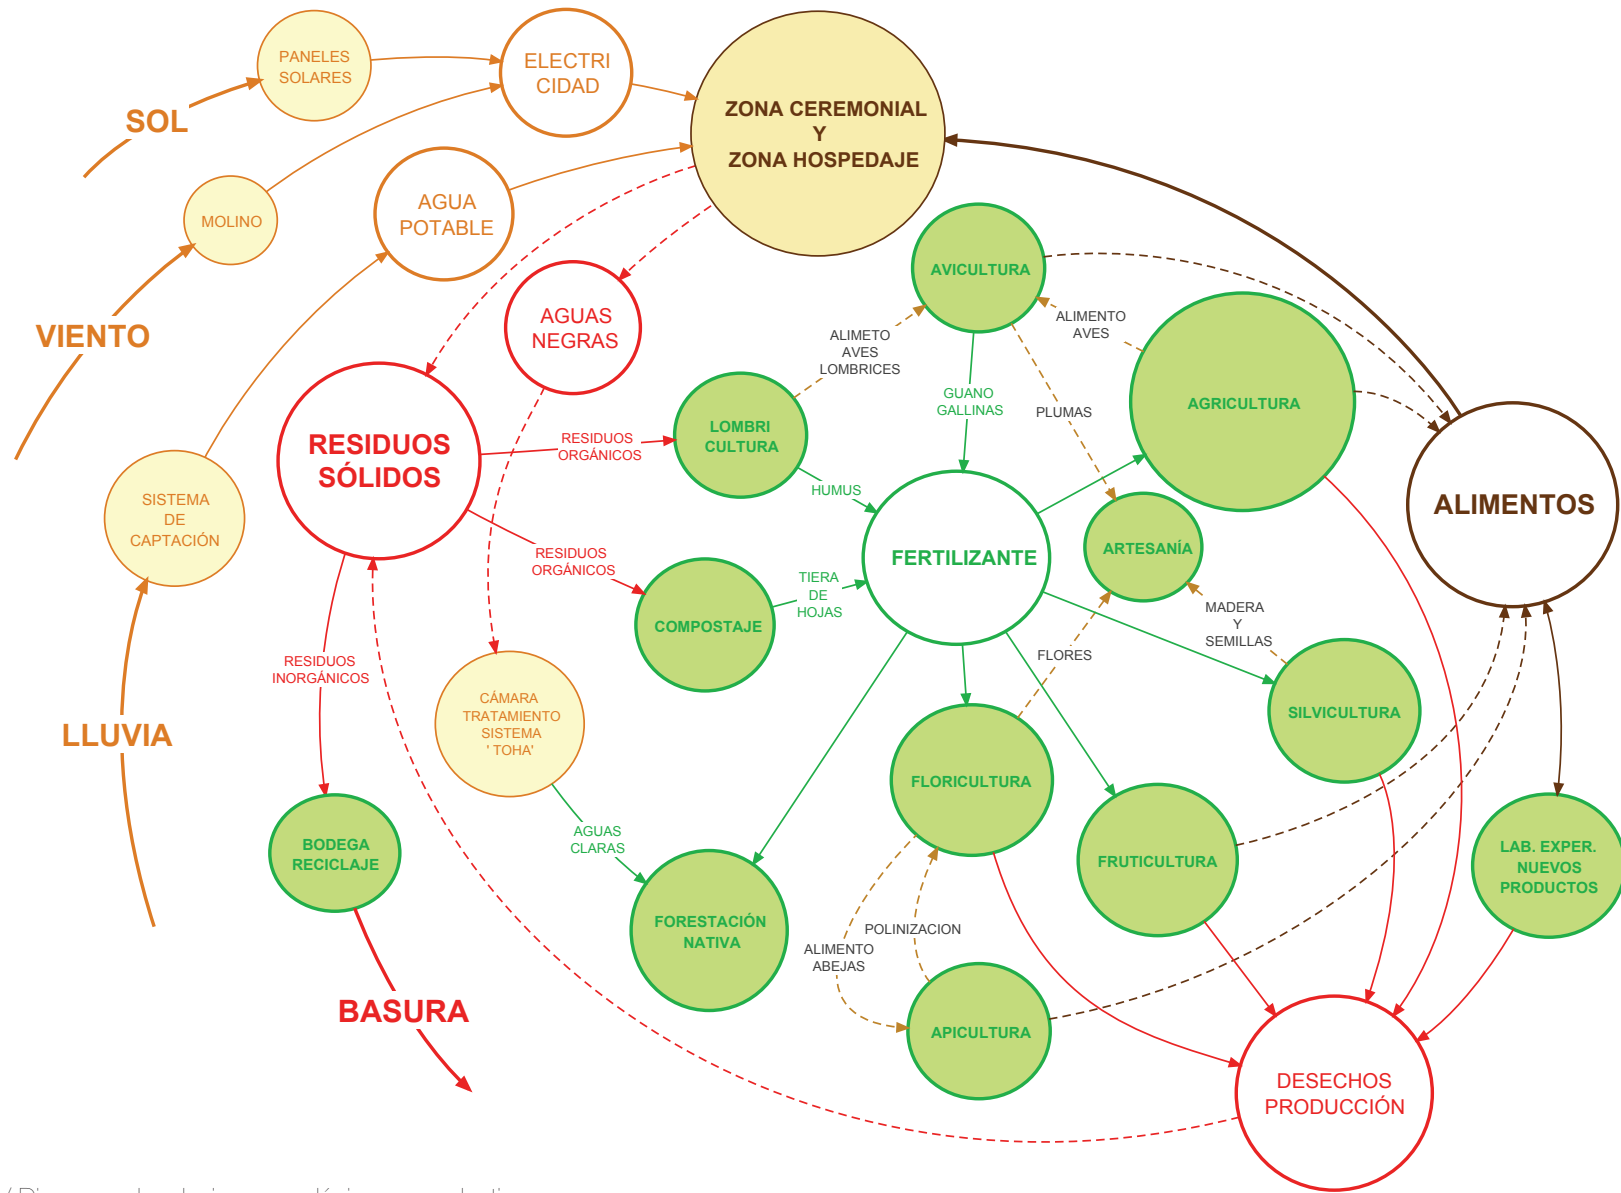 PANELES
SOLARES
ELECTRI
CIDAD
ZONA CEREMONIAL
Y
ZONA HOSPEDAJE
SOL
MOLINO
AGUA
POTABLE
VIENTO
AGUAS
NEGRAS
AVICULTURA
ALIMENTO
AVES
ALIMETO
AVES
LOMBRICES
GUANO
GALLINAS
PLUMAS
AGRICULTURA
RESIDUOS
SÓLIDOS
RESIDUOS
ORGÁNICOS
LOMBRI
CULTURA
HUMUS
ALIMENTOS
SISTEMA
DE
CAPTACIÓN
RESIDUOS
ORGÁNICOS
FERTILIZANTE
ARTESANÍA
TIERA
DE
HOJAS
COMPOSTAJE
MADERA
Y
SEMILLAS
FLORES
RESIDUOS
INORGÁNICOS
CÁMARA
TRATAMIENTO
SISTEMA
' TOHA'
SILVICULTURA
LLUVIA
FLORICULTURA
AGUAS
CLARAS
BODEGA
RECICLAJE
FRUTICULTURA
LAB. EXPER.
NUEVOS
PRODUCTOS
FORESTACIÓN
NATIVA
POLINIZACION
ALIMENTO
ABEJAS
BASURA
APICULTURA
DESECHOS
PRODUCCIÓN